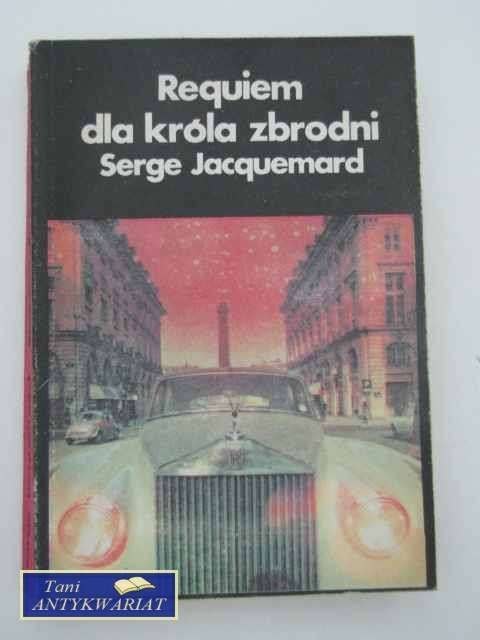 Requiem
dla króla zbrodni
Serge Jacquemard
Tani
ANTYKWARIAT